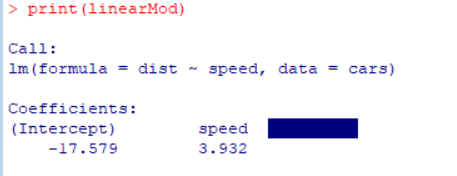 > print(linearMod)
Call:
lm(formula = dist ~ speed, data = cars)
Coefficients:
(Intercept) speed
-17.579 3.932